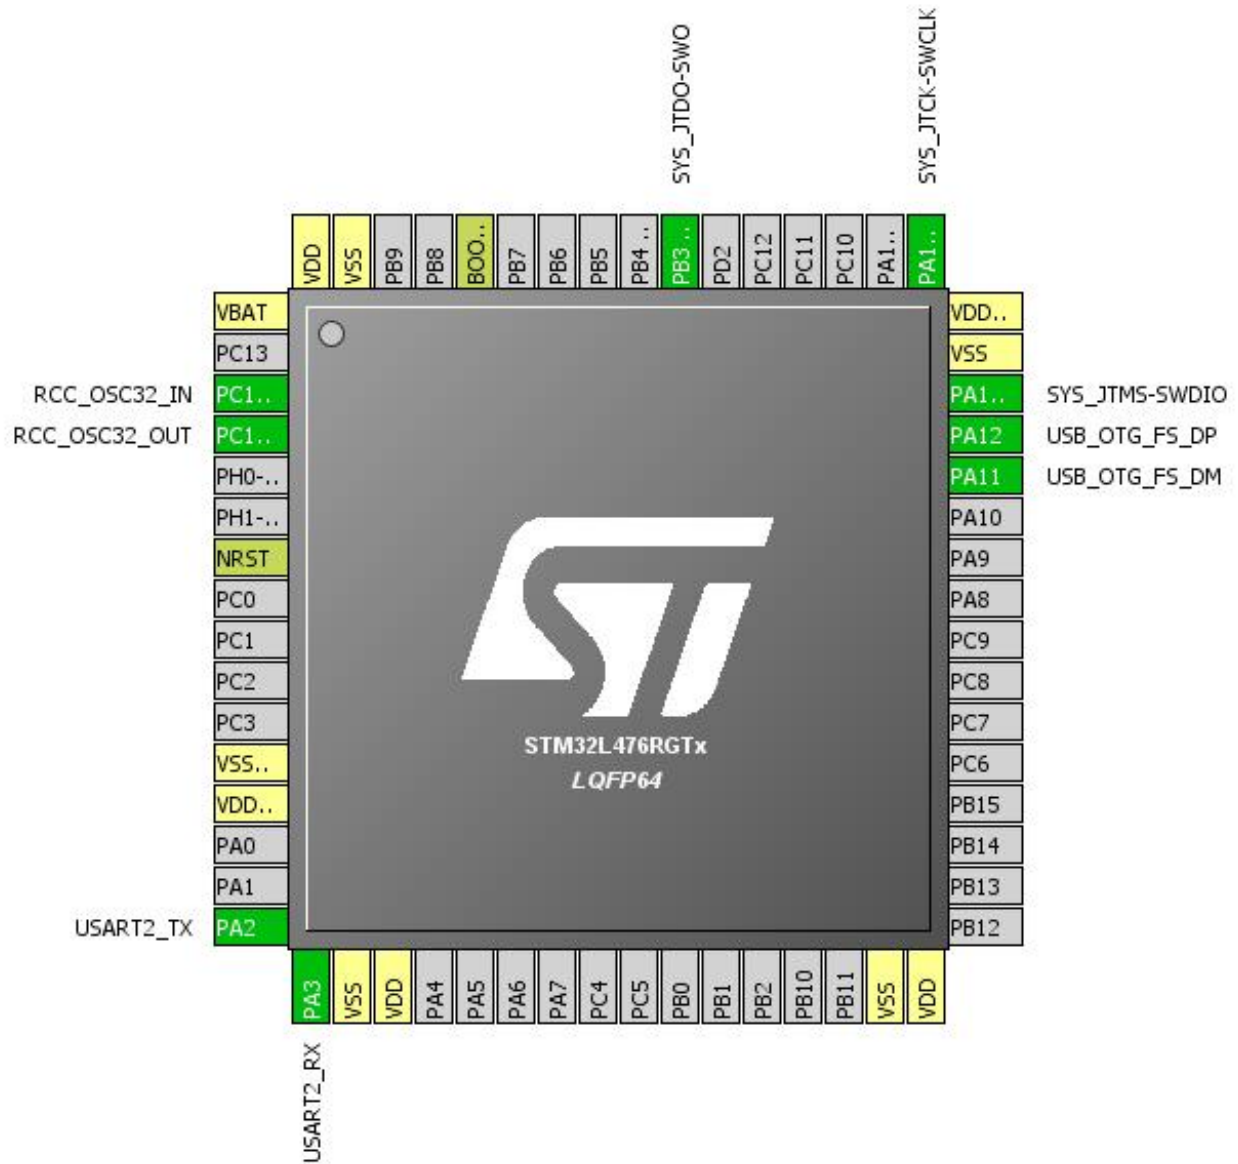 SYS_JTDO-SWO
SYS_JTCK-SWCLK
VDD
VSS
PB9
PB8
BOO..
PB7
PB6
PB5
PB4 ..
PB3 ..
PD2
PC12
PC11
PC10
PA1..
PA1..
VBAT
PC13
RCC_OSC32_IN PC1..
RCC_OSC32_OUT PC1..
PH0-..
PH1-..
NRST
PC0
PC1
PC2
PC3
VSS..
VDD..
PA0
PA1
USART2_TX PA2
VDD..
VSS
PA1.. SYS_JTMS-SWDIO
PA12 USB_OTG_FS_DP
PA11 USB_OTG_FS_DM
PA10
PA9
PA8
PC9
PC8
PC7
PC6
PB15
PB14
PB13
PB12
ST
STM32L476RGTx
LQFP64
PA3
VSS
VDD
PA4
PA5
PA6
PA7
PC4
PC5
PB0
PB1
PB2
PB10
PB11
VSS
VDD
USART2_RX